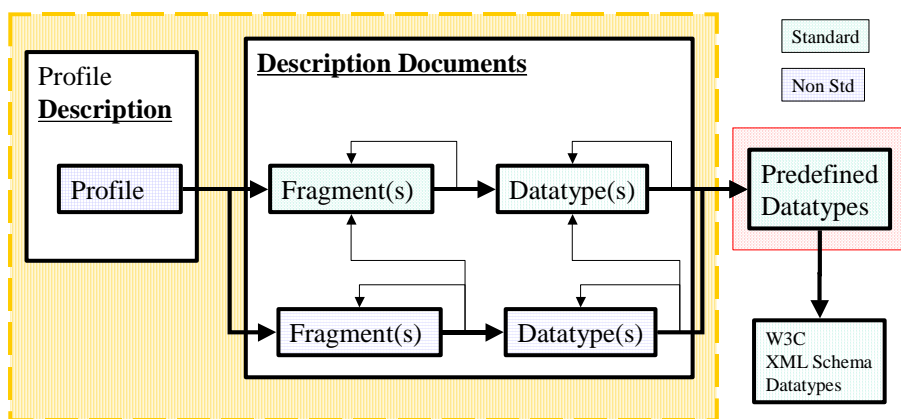 Profile
Description
Profile
Description Documents
Fragment(s)
Datatype(s)
Fragment(s)
Datatype(s)
Standard
Non Std
Predefined
Datatypes
W3C
XML Schema
Datatypes